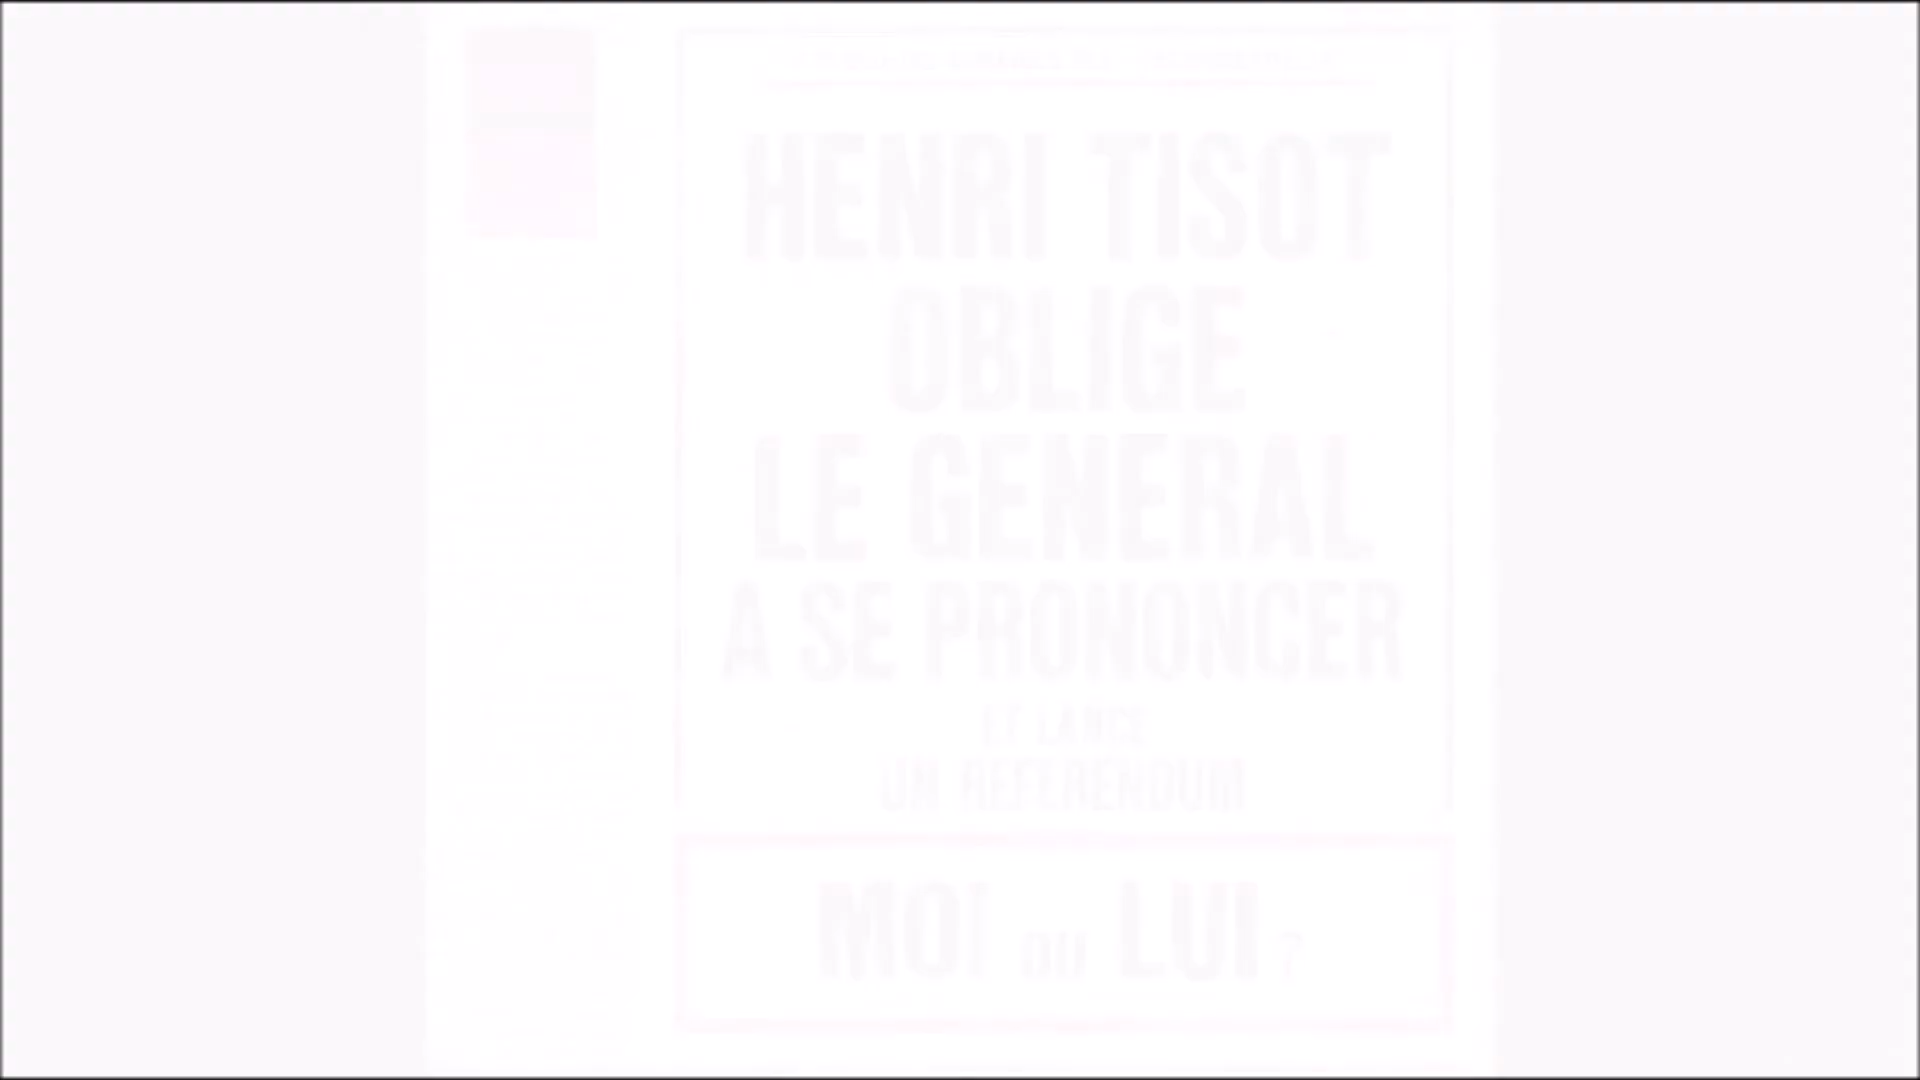 HENRI TISOT
OBLIGE
LE GENERAL
A SE PRONONCER
ET LANCE
UN REFERENDUM
MOI OU LUI ?